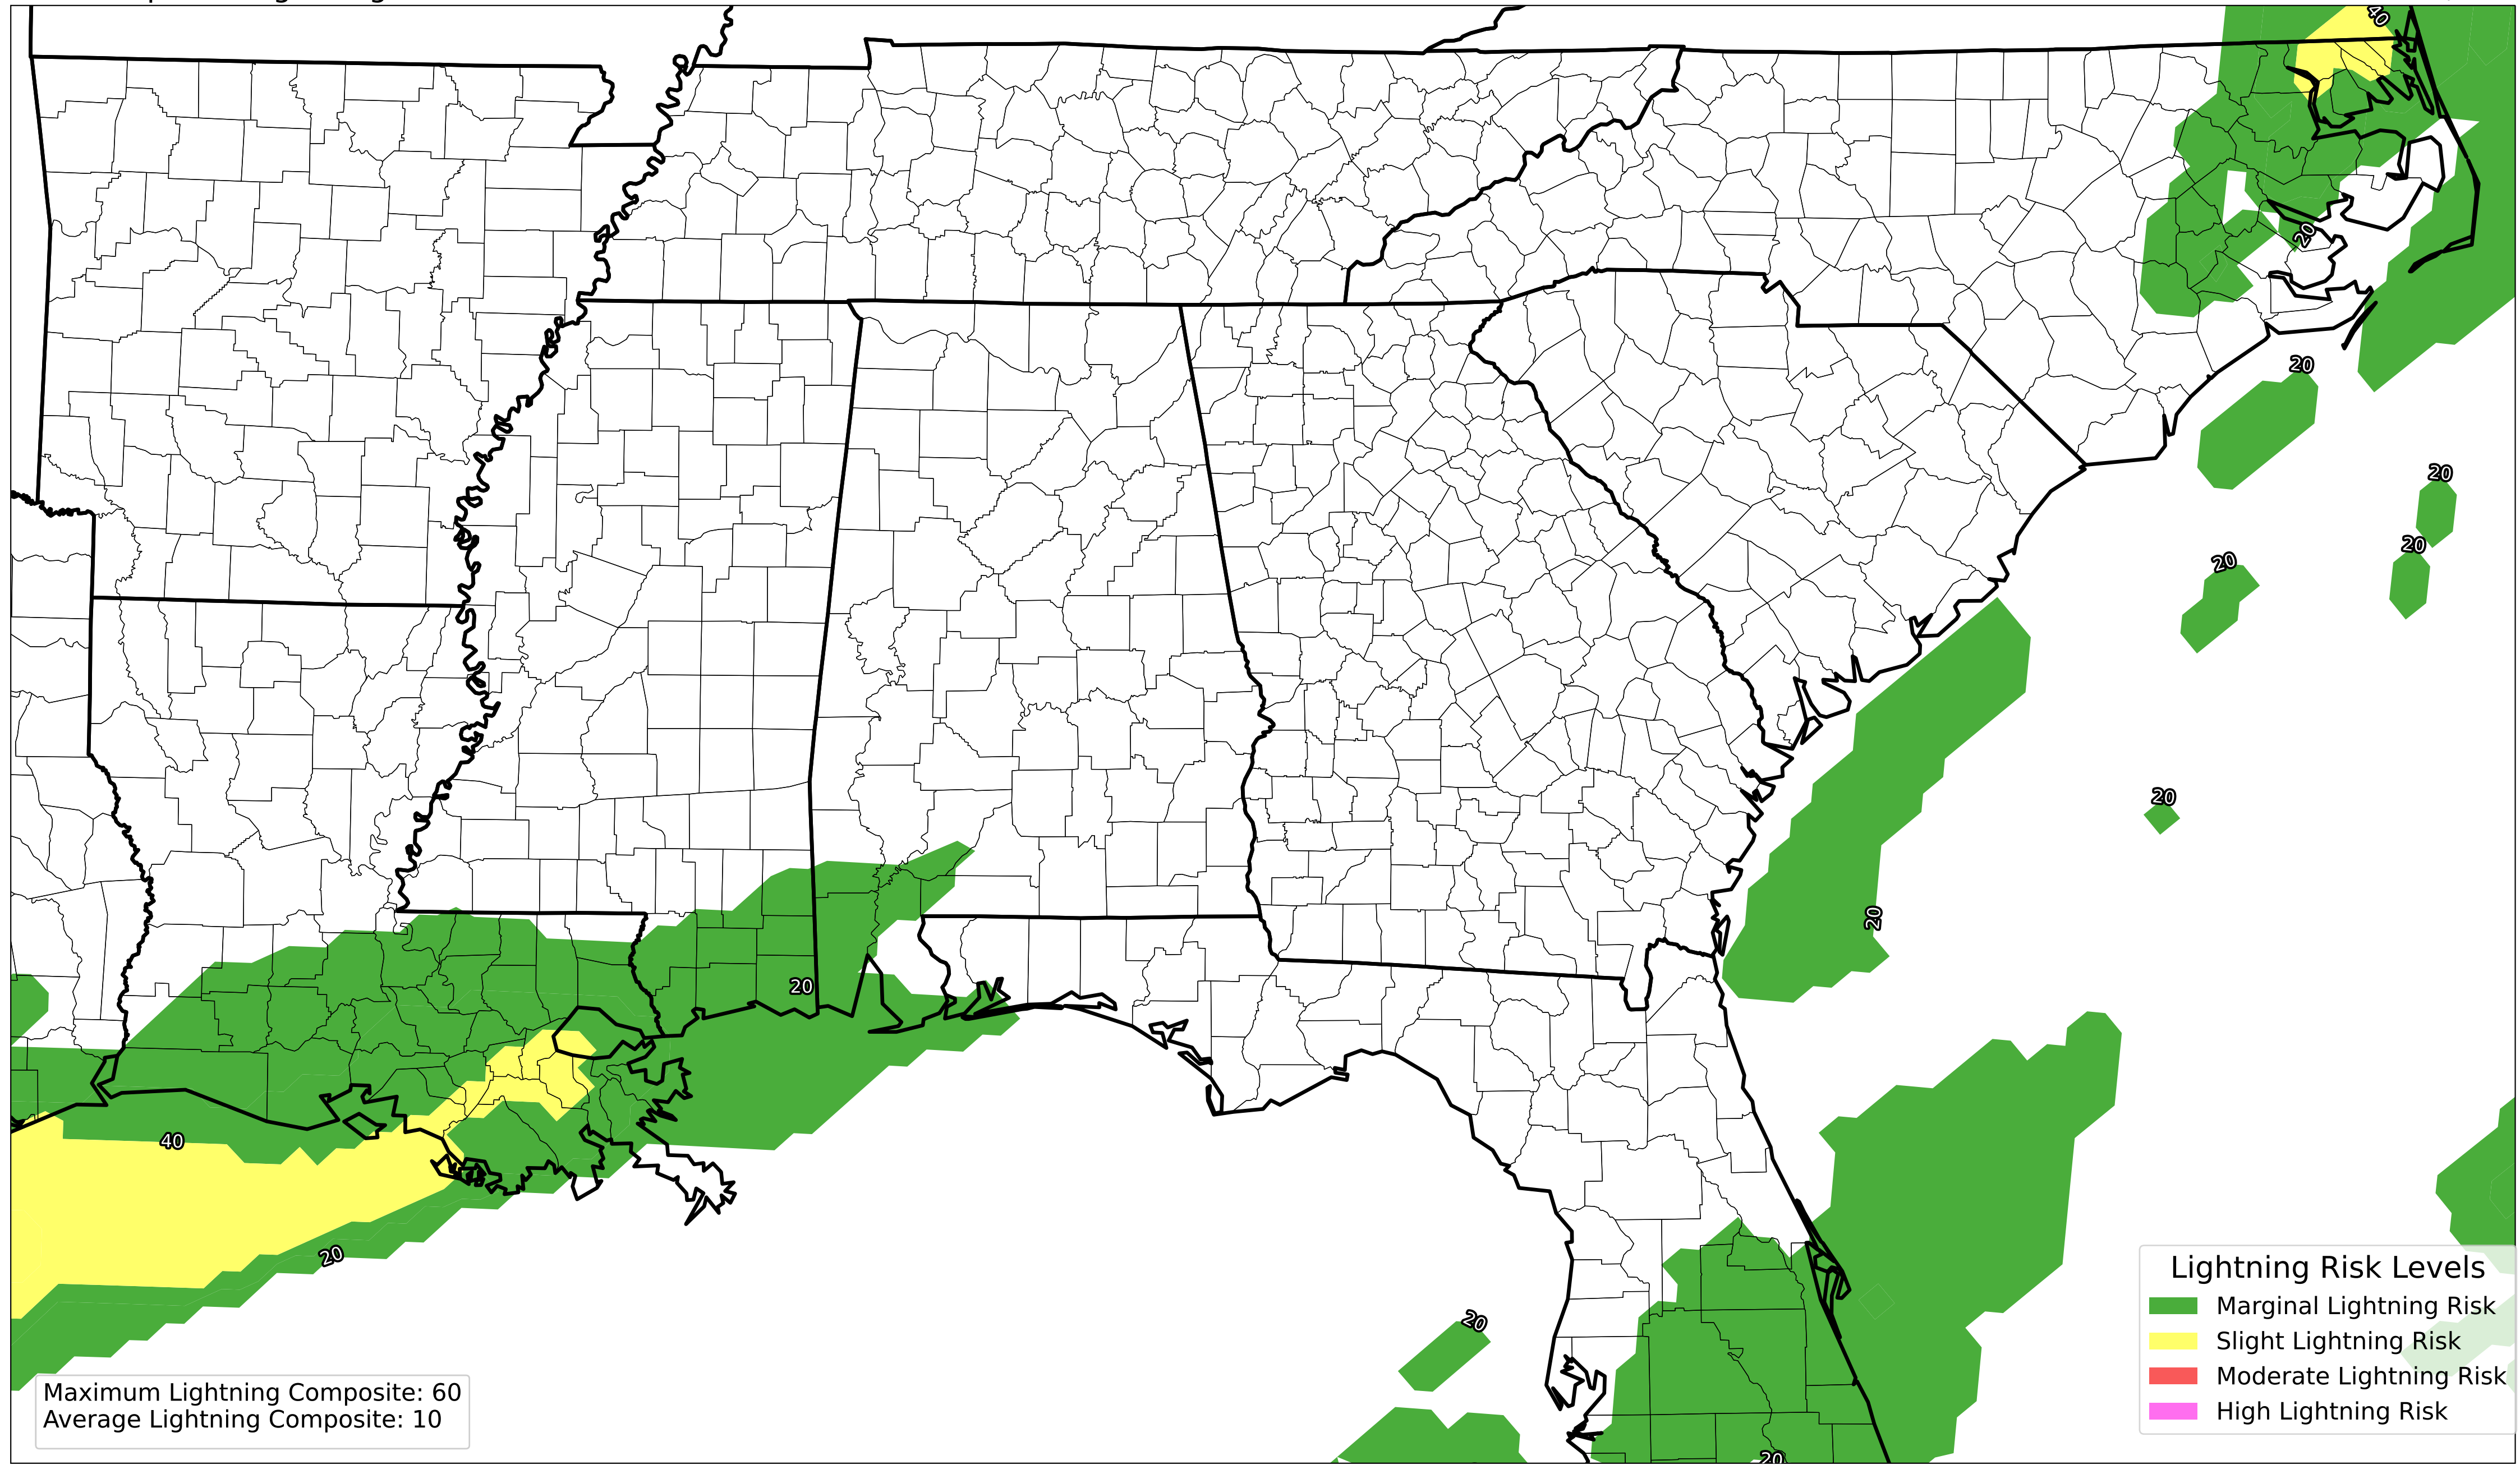 40
20
20
20
20
20
20
20
20
40
20
20
20
Lightning Risk Levels
Marginal Lightning Risk
Slight Lightning Risk
Moderate Lightning Risk
High Lightning Risk
Maximum Lightning Composite: 60
Average Lightning Composite: 10
20